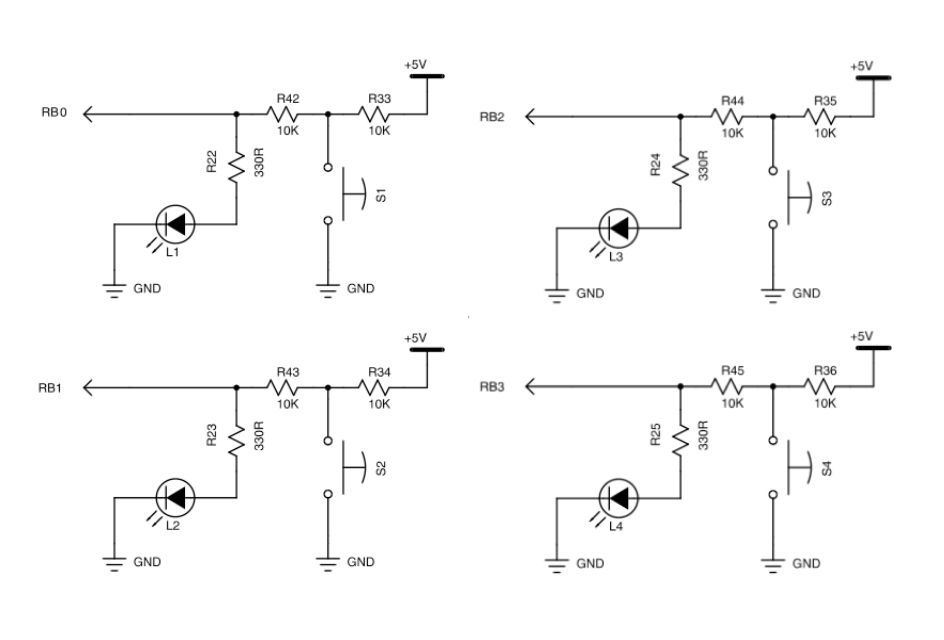 +5V
R42
R33
RB0
10K
10K
R22
330R
S1
L1
GND
GND
+5V
R44
R35
RB2
10K
10K
R24
330R
S3
L3
GND
GND
+5V
R43
R34
RB1
10K
10K
R23
330R
S2
L2
GND
GND
+5V
R45
R36
RB3
10K
10K
R25
330R
S4
L4
GND
GND